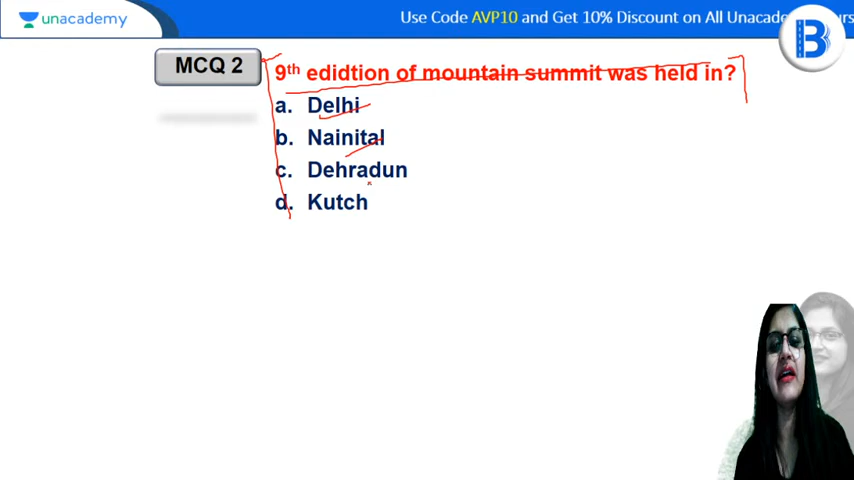 unacademy
Use Code AVP10 and Get 10% Discount on All Unacade
MCQ 2
9th edidtion of mountain summit was held in?
a. Delhi
b. Nainital
c. Dehradun
d. Kutch
B